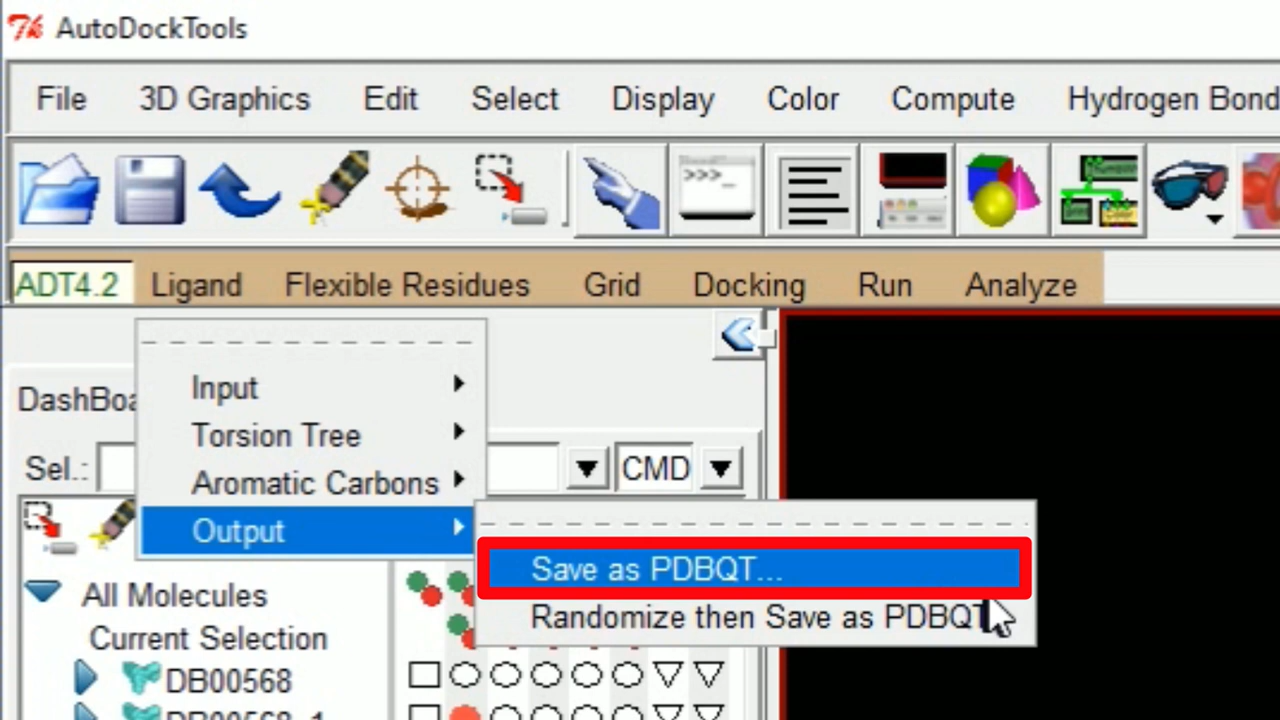 AutoDockTools
File 3D Graphics Edit Select Display Color Compute Hydrogen Bond
>>>_
ADT4.2 Ligand Flexible Residues Grid Docking Run Analyze
Input
DashBoa
Torsion Tree
Sel.: CMD
Aromatic Carbons
Output
Save as PDBQT...
All Molecules
Randomize then Save as PDBQT
Current Selection
DB00568
DB00568_1